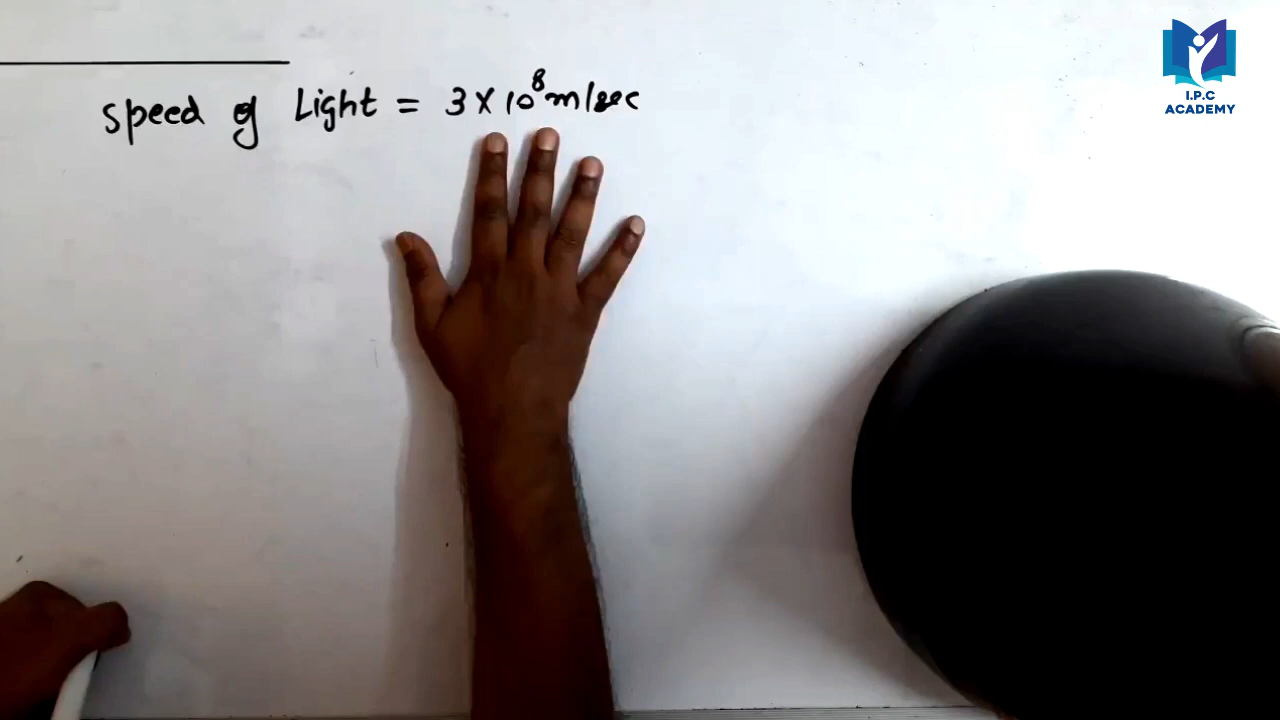 speed of Light = 3 X 10⁸ m/sec
I.P.C
ACADEMY